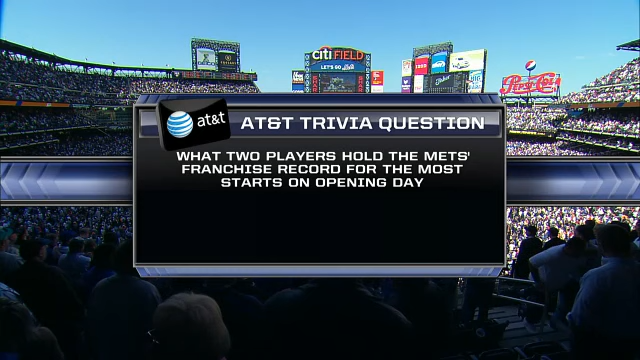 citi FIELD
LET'S GO Mets
PEPSI-COLA
at&t
AT&T TRIVIA QUESTION
WHAT TWO PLAYERS HOLD THE METS'
FRANCHISE RECORD FOR THE MOST
STARTS ON OPENING DAY